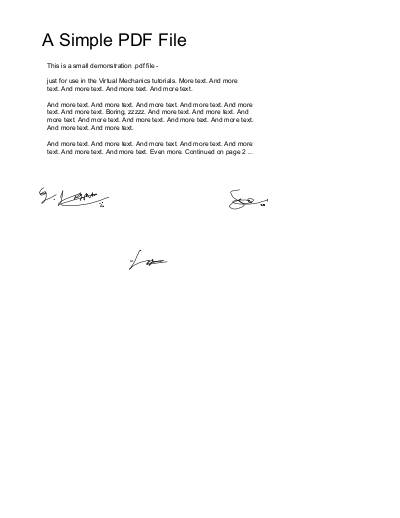 A Simple PDF File
This is a small demonstration .pdf file -
just for use in the Virtual Mechanics tutorials. More text. And more
text. And more text. And more text. And more text.
And more text. And more text. And more text. And more text. And more
text. And more text. Boring, zzzzz. And more text. And more text. And
more text. And more text. And more text. And more text. And more text.
And more text. And more text.
And more text. And more text. And more text. And more text. And more
text. And more text. And more text. Even more. Continued on page 2 ...